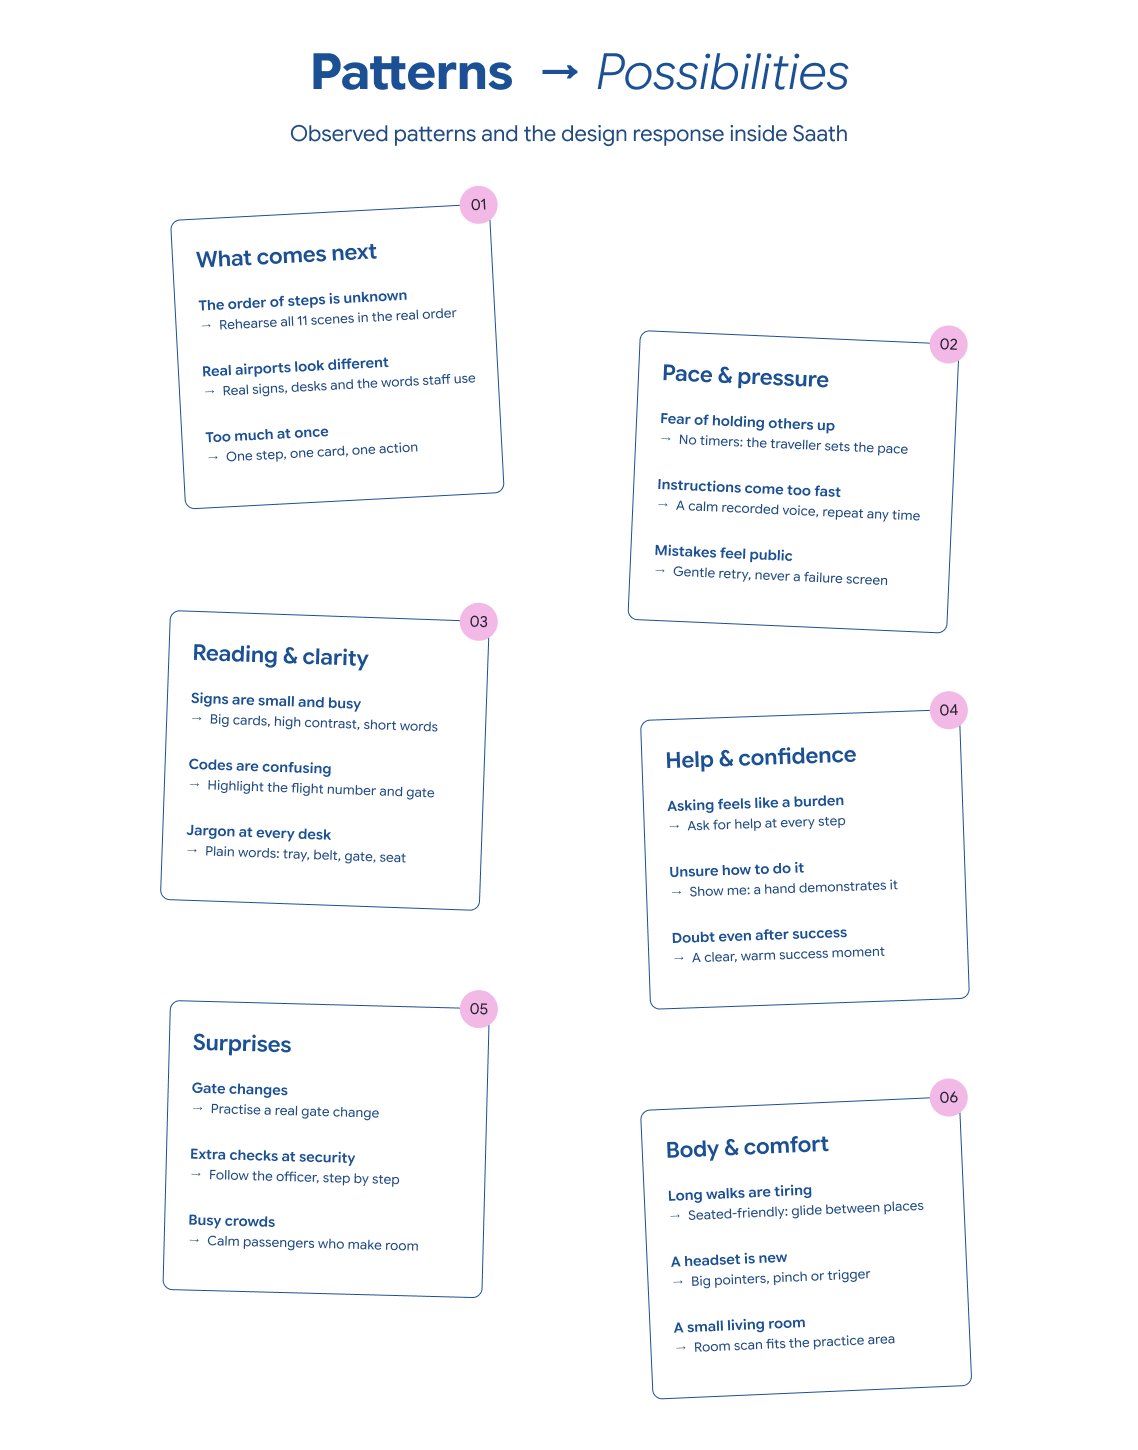 Patterns → Possibilities
Observed patterns and the design response inside Saath
01
What comes next
The order of steps is unknown
→ Rehearse all 11 scenes in the real order
Real airports look different
→ Real signs, desks and the words staff use
Too much at once
→ One step, one card, one action
02
Pace & pressure
Fear of holding others up
→ No timers: the traveller sets the pace
Instructions come too fast
→ A calm recorded voice, repeat any time
Mistakes feel public
→ Gentle retry, never a failure screen
03
Reading & clarity
Signs are small and busy
→ Big cards, high contrast, short words
Codes are confusing
→ Highlight the flight number and gate
Jargon at every desk
→ Plain words: tray, belt, gate, seat
04
Help & confidence
Asking feels like a burden
→ Ask for help at every step
Unsure how to do it
→ Show me: a hand demonstrates it
Doubt even after success
→ A clear, warm success moment
05
Surprises
Gate changes
→ Practise a real gate change
Extra checks at security
→ Follow the officer, step by step
Busy crowds
→ Calm passengers who make room
06
Body & comfort
Long walks are tiring
→ Seated-friendly: glide between places
A headset is new
→ Big pointers, pinch or trigger
A small living room
→ Room scan fits the practice area